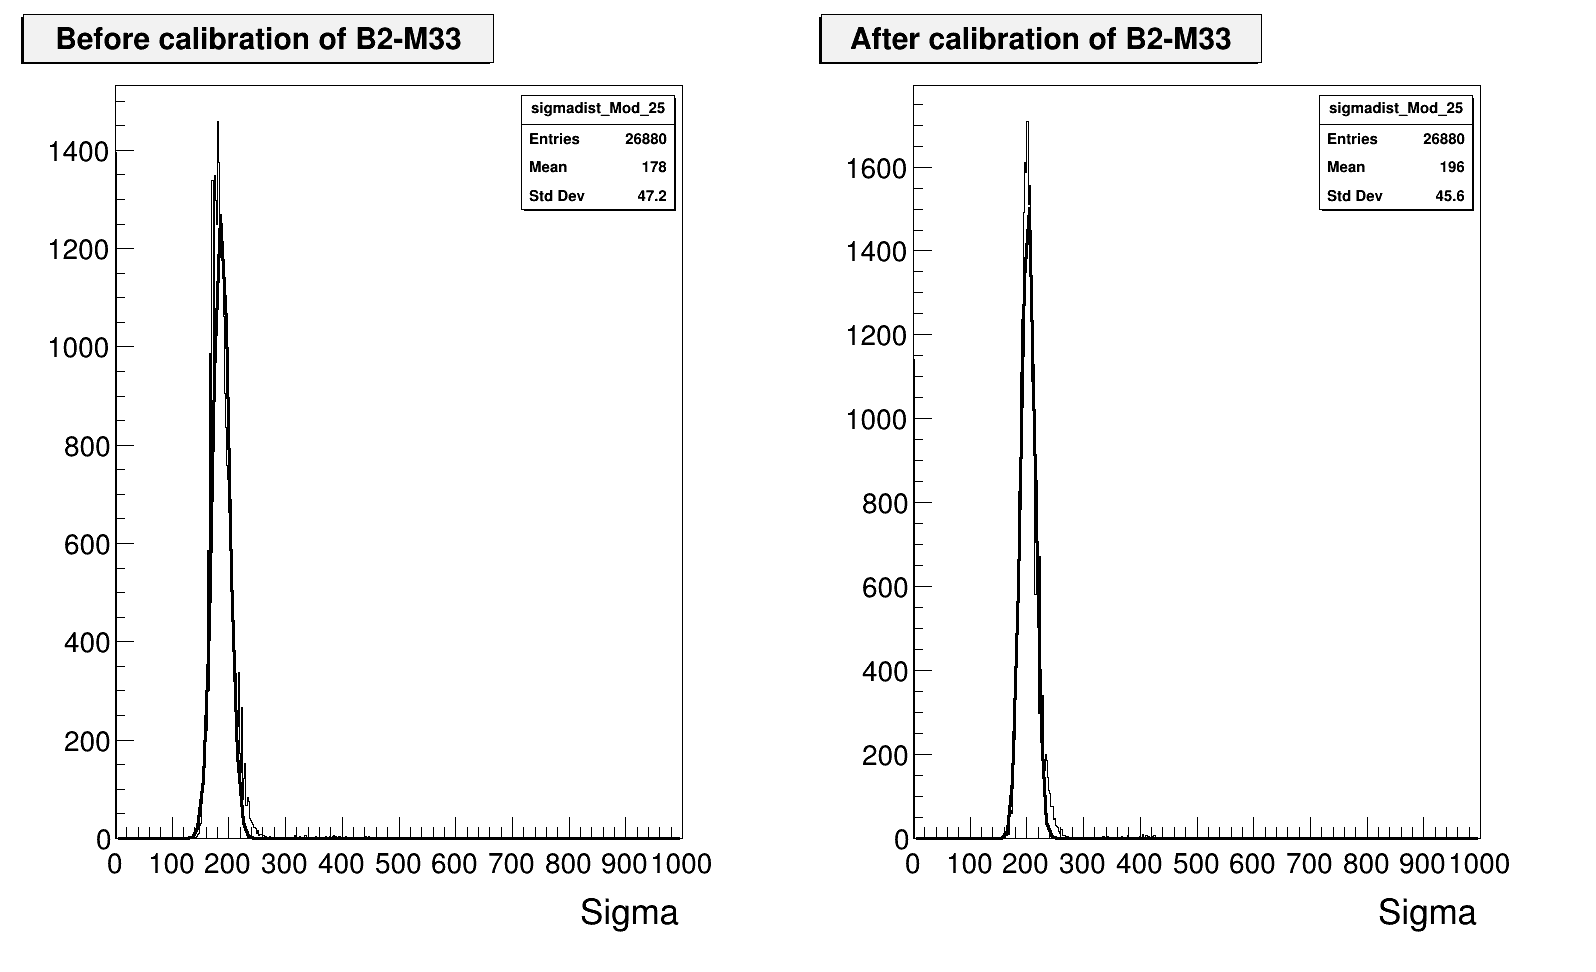 Before calibration of B2-M33
sigmadist_Mod_25
Entries 26880
Mean 178
Std Dev 47.2
1400
1200
1000
800
600
400
200
0
0 100 200 300 400 500 600 700 800 900 1000
Sigma
After calibration of B2-M33
sigmadist_Mod_25
Entries 26880
Mean 196
Std Dev 45.6
1600
1400
1200
1000
800
600
400
200
0
0 100 200 300 400 500 600 700 800 900 1000
Sigma